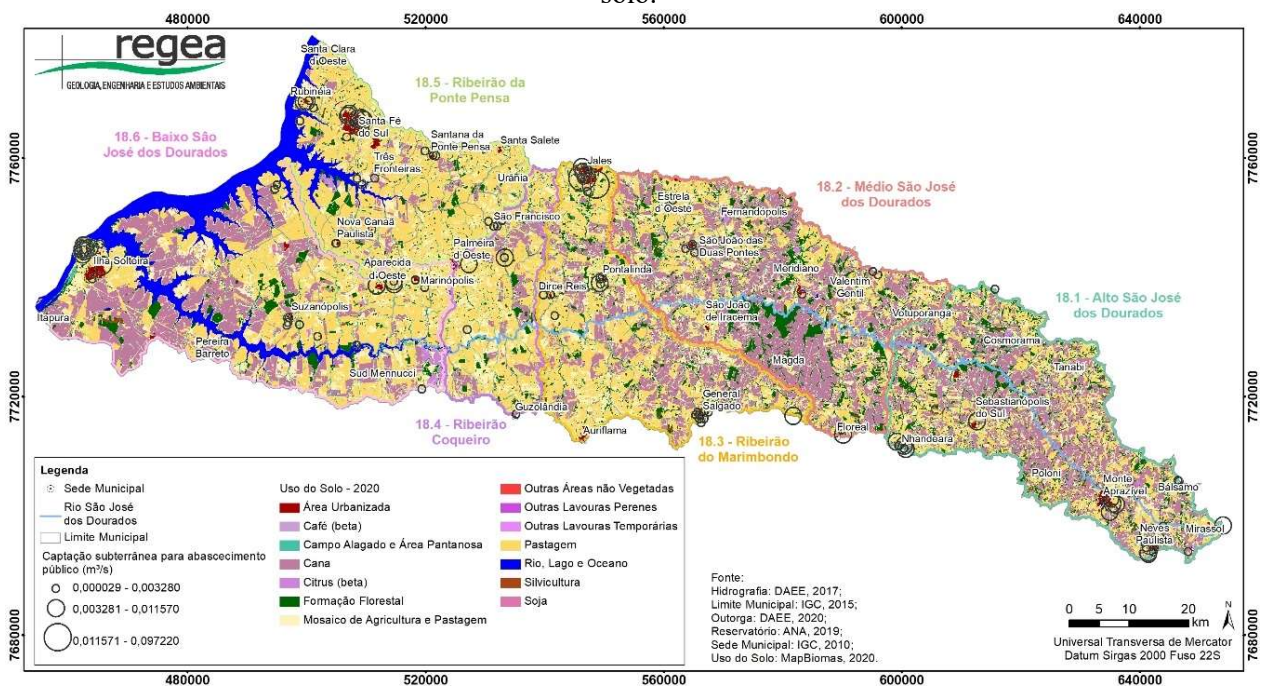 solo.
480000
520000
560000
600000
640000
regea
GEOLOGIA, ENGENHARIA E ESTUDOS AMBIENTAIS
Santa Clara
d Oeste
18.5 - Ribeirão da
Ponte Pensa
Rubinéia
Santa Fé
do Sul
18.6 - Baixo São
José dos Dourados
Santana da
Ponte Pensa
Santa Salete
7760000
7760000
Três
Fronteiras
Urânia
Jales
18.2 - Médio São José
dos Dourados
Estrela
d Oeste
Fernandópolis
Nova Canaã
Paulista
São Francisco
Palmeira
d Oeste
São João das
Duas Pontes
Ilha Solteira
Aparecida
d Oeste
Marinópolis
Pontalinda
Meridiano
Valentim
Gentil
Dirce Reis
18.1 - Alto São José
dos Dourados
Itapura
Suzanópolis
São João
de Iracema
Votuporanga
Cosmorama
Pereira
Barreto
Magda
Tanabi
Sud Mennucci
7720000
7720000
18.4 - Ribeirão
Coqueiro
Guzolândia
General
Salgado
Sebastianópolis
do Sul
Auriflama
18.3 - Ribeirão
do Marimbondo
Floreal
Nhandeara
Poloni
Monte
Aprazível
Bálsamo
Neves
Paulista
Mirassol
Legenda
Sede Municipal
Rio São José
dos Dourados
Limite Municipal
Captação subterrânea para abascecimento
público (m³/s)
0,000029 - 0,003280
0,003281 - 0,011570
0,011571 - 0,097220
Uso do Solo - 2020
Área Urbanizada
Café (beta)
Campo Alagado e Área Pantanosa
Cana
Citrus (beta)
Formação Florestal
Mosaico de Agricultura e Pastagem
Outras Áreas não Vegetadas
Outras Lavouras Perenes
Outras Lavouras Temporárias
Pastagem
Rio, Lago e Oceano
Silvicultura
Soja
Fonte:
Hidrografia: DAEE, 2017;
Limite Municipal: IGC, 2015;
Outorga: DAEE, 2020;
Reservatório: ANA, 2019;
Sede Municipal: IGC, 2010;
Uso do Solo: MapBiomas, 2020.
0 5 10 20
km
N
Universal Transversa de Mercator
Datum Sirgas 2000 Fuso 22S
7680000
7680000
480000
520000
560000
600000
640000